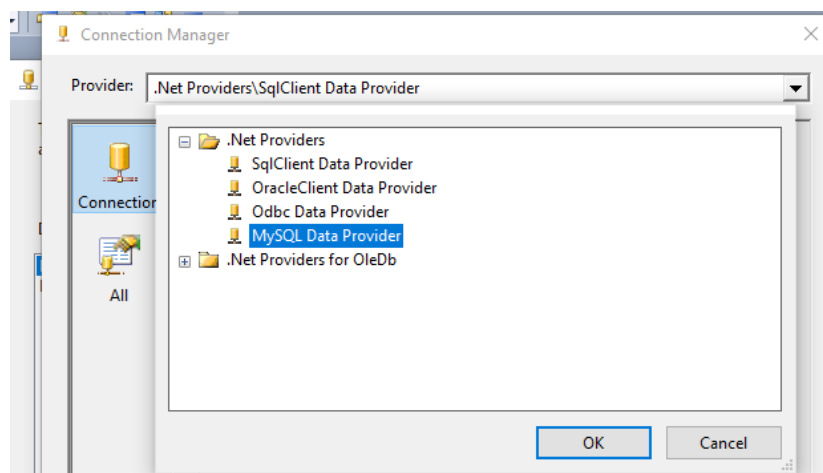 Connection Manager
Provider: .Net Providers\SqlClient Data Provider
.Net Providers
SqlClient Data Provider
OracleClient Data Provider
Odbc Data Provider
MySQL Data Provider
.Net Providers for OleDb
Connection
All
OK Cancel